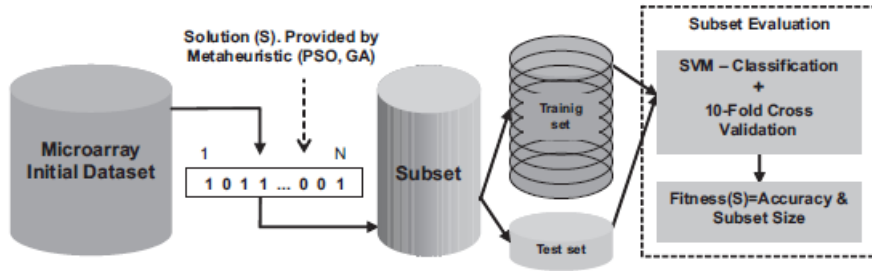 Solution (S). Provided by
Metaheuristic (PSO, GA)
Microarray
Initial Dataset
1 N
1 0 1 1 ... 0 0 1
Subset
Trainig
set
Test set
Subset Evaluation
SVM – Classification
+
10-Fold Cross
Validation
Fitness(S)=Accuracy &
Subset Size